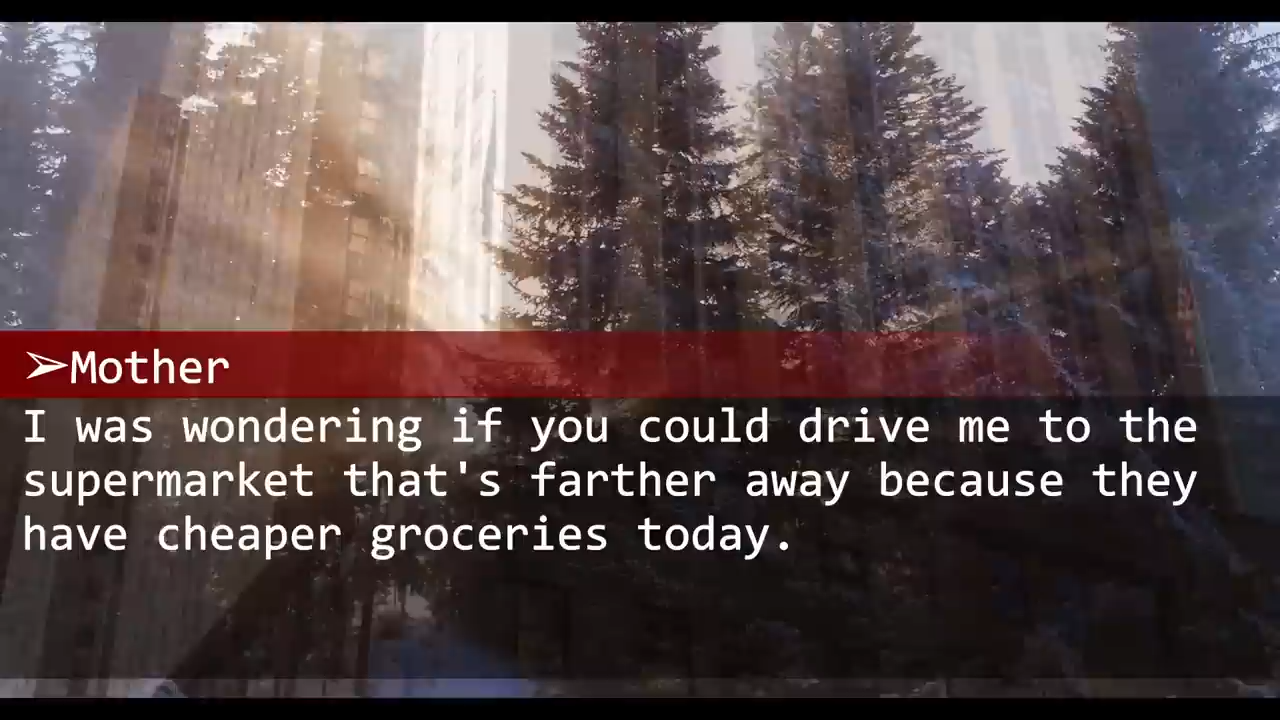 ➢Mother
I was wondering if you could drive me to the
supermarket that's farther away because they
have cheaper groceries today.